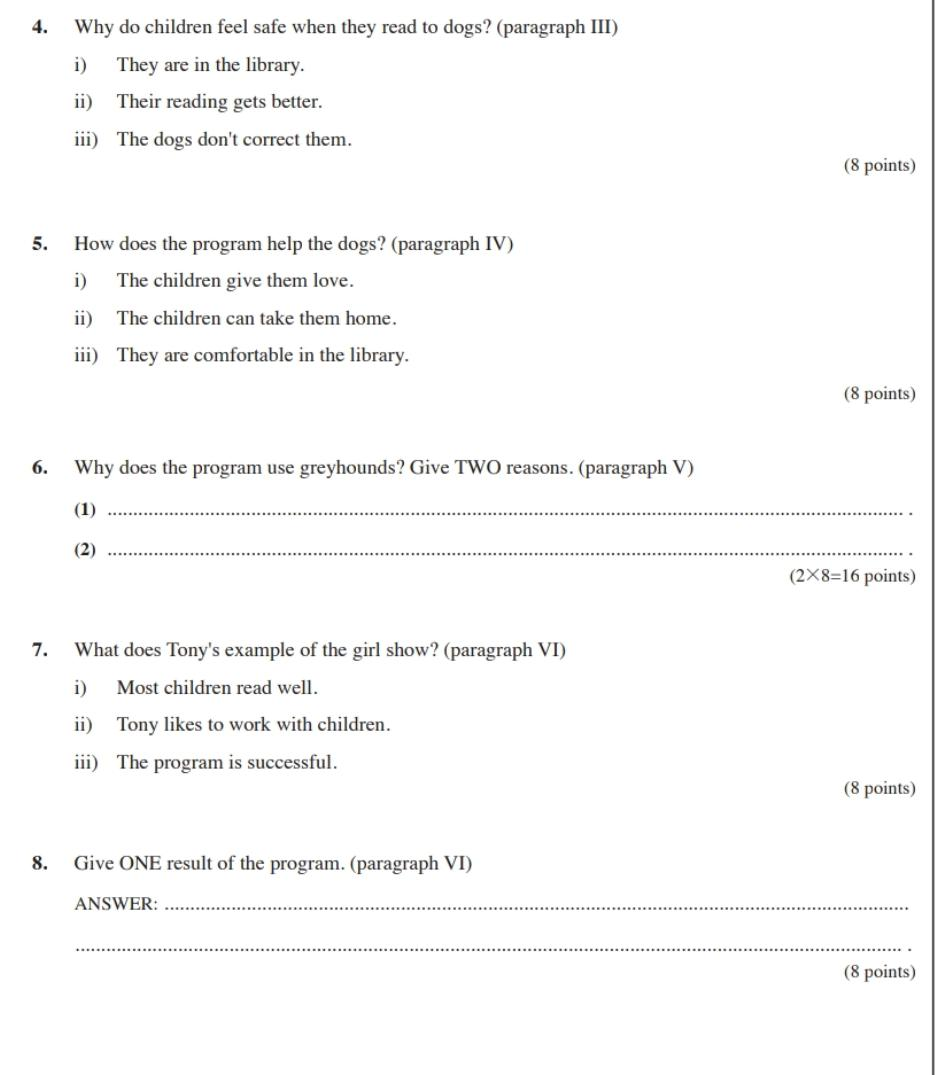 4. Why do children feel safe when they read to dogs? (paragraph III)
i) They are in the library.
ii) Their reading gets better.
iii) The dogs don't correct them.
(8 points)
5. How does the program help the dogs? (paragraph IV)
i) The children give them love.
ii) The children can take them home.
iii) They are comfortable in the library.
(8 points)
6. Why does the program use greyhounds? Give TWO reasons. (paragraph V)
(1) .......................................................... .
(2) .......................................................... .
(2×8=16 points)
7. What does Tony's example of the girl show? (paragraph VI)
i) Most children read well.
ii) Tony likes to work with children.
iii) The program is successful.
(8 points)
8. Give ONE result of the program. (paragraph VI)
ANSWER: ..........................................................
.......................................................... .
(8 points)